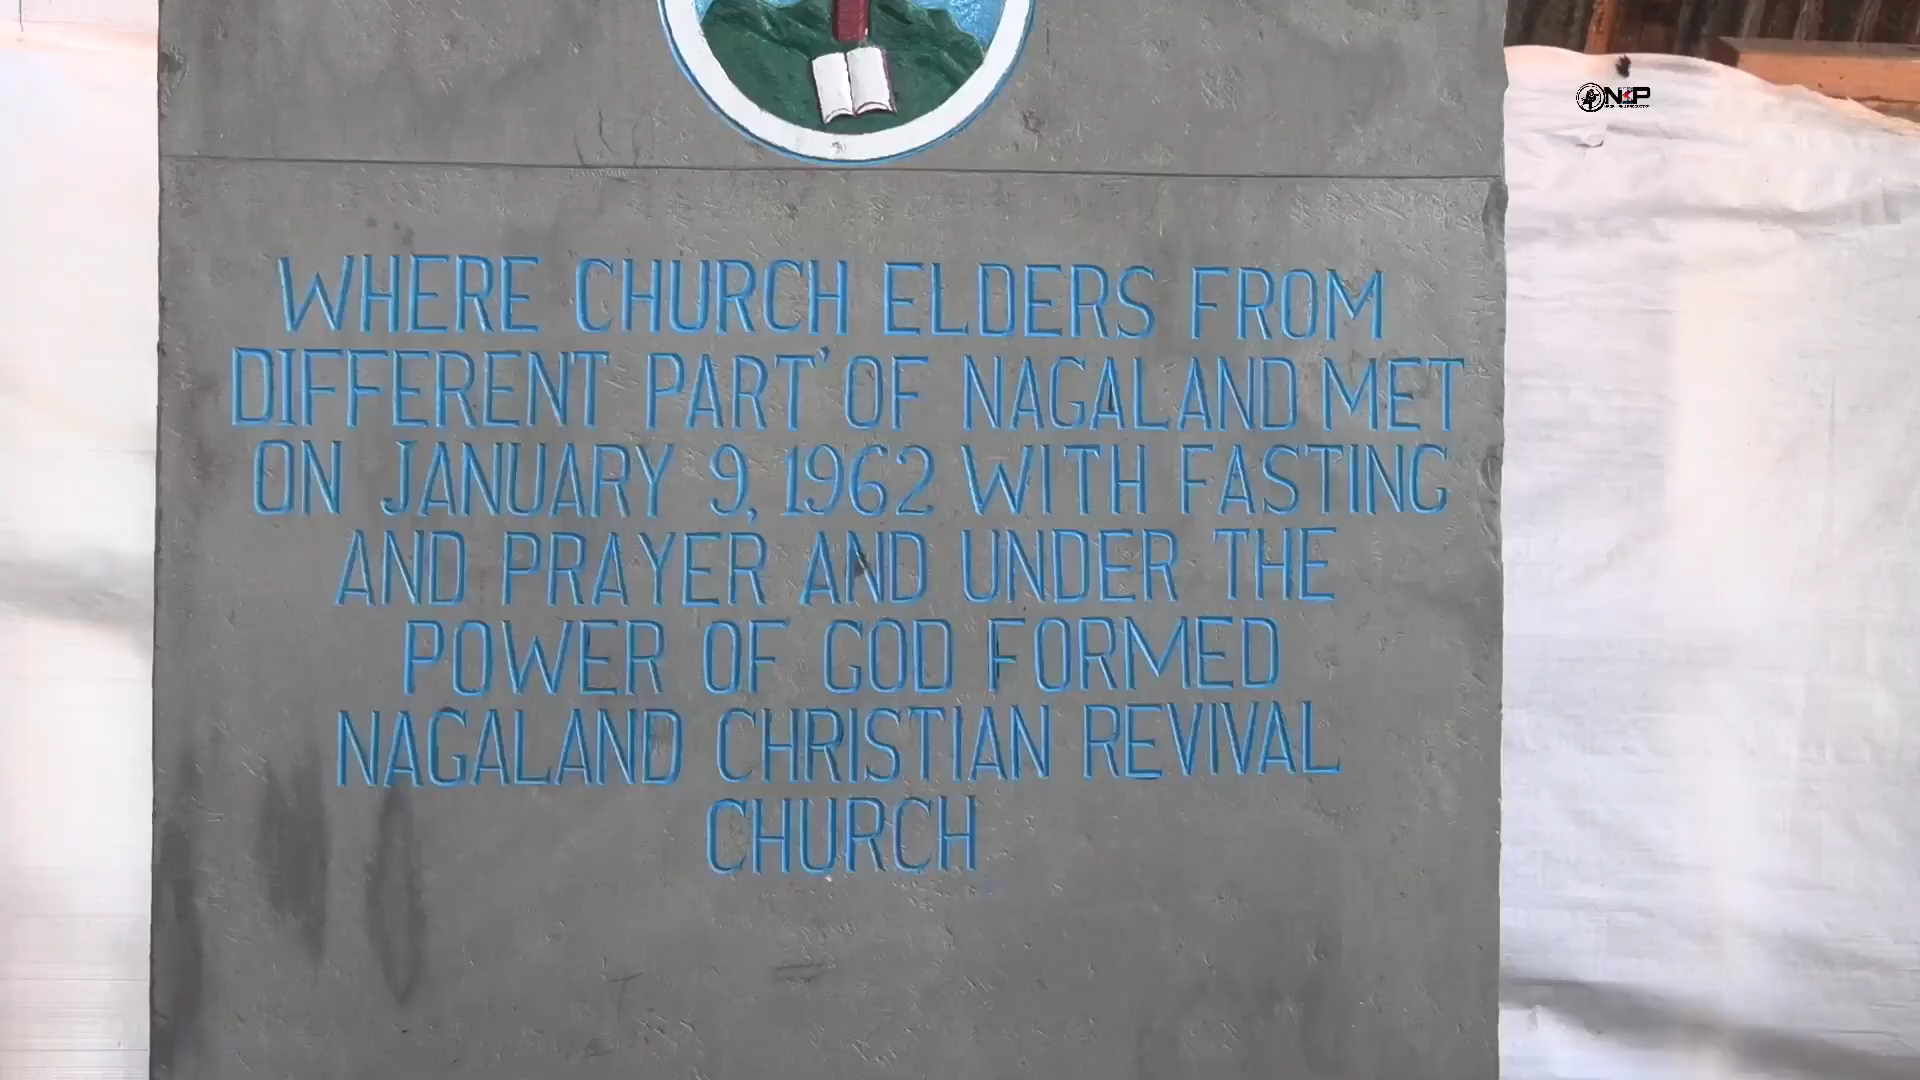 NKP
WHERE CHURCH ELDERS FROM
DIFFERENT PART' OF NAGALAND MET
ON JANUARY 9, 1962 WITH FASTING
AND PRAYER AND UNDER THE
POWER OF GOD FORMED
NAGALAND CHRISTIAN REVIVAL
CHURCH